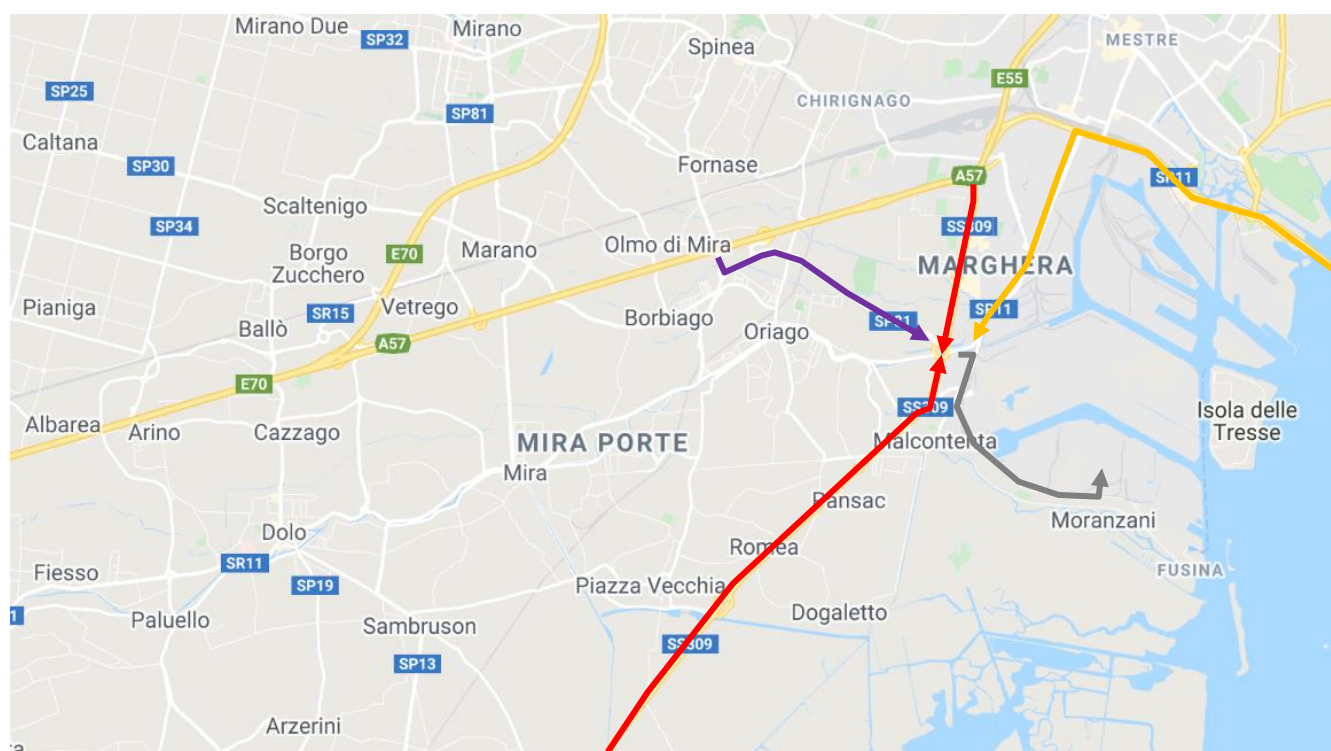 Mirano Due
Mirano
SP32
Spinea
MESTRE
E55
SP25
CHIRIGNAGO
SP81
Caltana
SP30
Fornase
A57
SR11
Scaltenigo
SP34
SS309
Borgo
Zucchero
E70
Marano
Olmo di Mira
MARGHERA
Pianiga
SR15
Vetrego
Borbiago
SP81
SR11
Ballò
A57
Oriago
E70
SS309
Albarea
Arino
Cazzago
MIRA PORTE
Malcontenta
Isola delle
Tresse
Mira
Pansac
Moranzani
Dolo
Romea
SR11
Fiesso
SP19
Piazza Vecchia
FUSINA
1
Paluello
Sambruson
Dogaletto
SP13
SS309
Arzerini